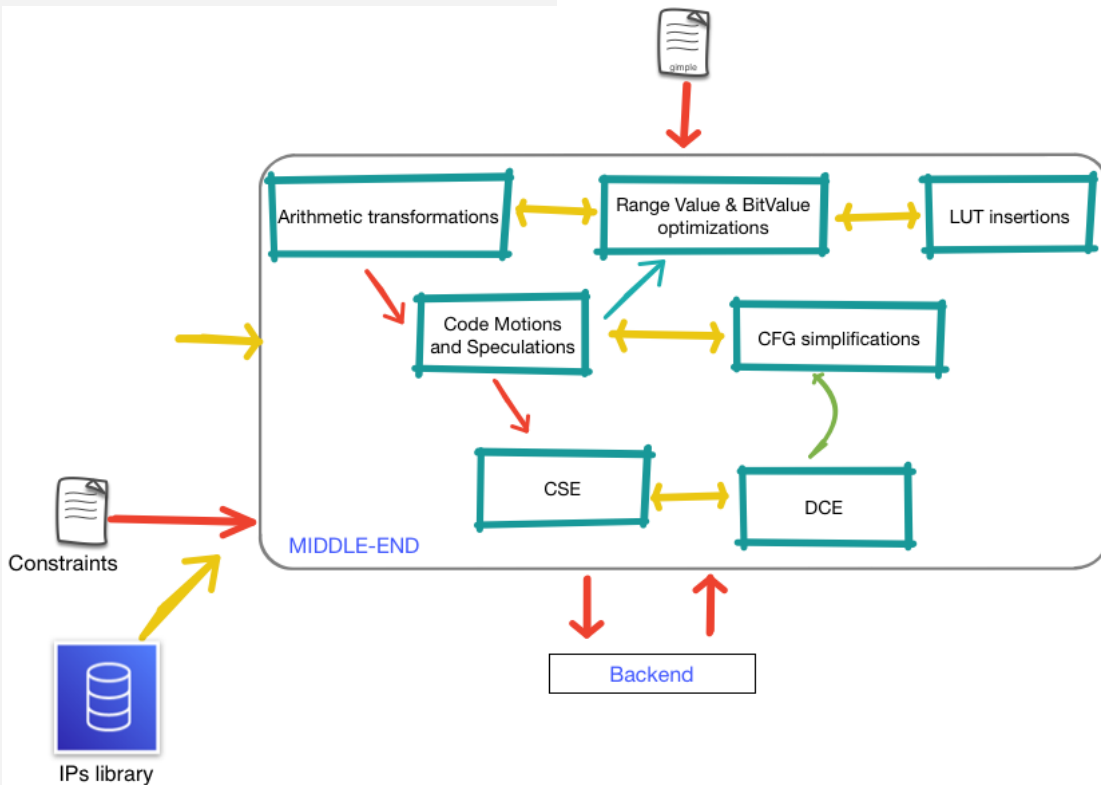 gimple
Arithmetic transformations
Range Value & BitValue
optimizations
LUT insertions
Code Motions
and Speculations
CFG simplifications
CSE
DCE
MIDDLE-END
Constraints
Backend
IPs library